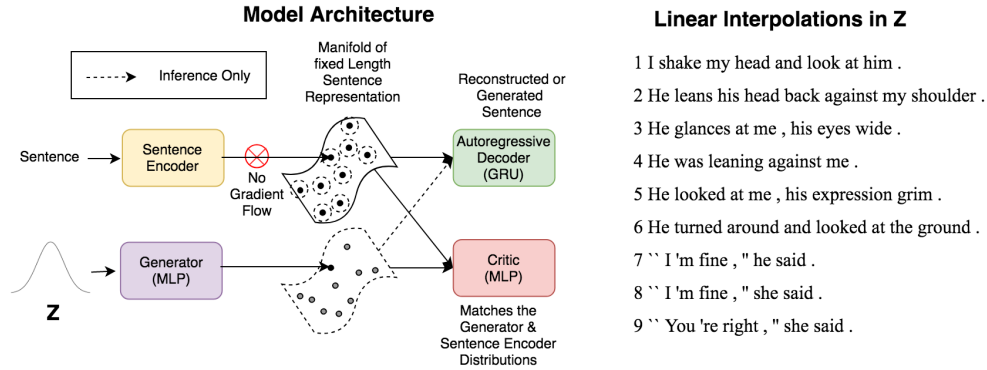 Model Architecture
Inference Only
Manifold of
fixed Length
Sentence
Representation
Reconstructed or
Generated
Sentence
Sentence
Sentence
Encoder
No
Gradient
Flow
Autoregressive
Decoder
(GRU)
Z
Generator
(MLP)
Critic
(MLP)
Matches the
Generator &
Sentence Encoder
Distributions
Linear Interpolations in Z
1 I shake my head and look at him .
2 He leans his head back against my shoulder .
3 He glances at me , his eyes wide .
4 He was leaning against me .
5 He looked at me , his expression grim .
6 He turned around and looked at the ground .
7 `` I 'm fine , '' he said .
8 `` I 'm fine , '' she said .
9 `` You 're right , '' she said .